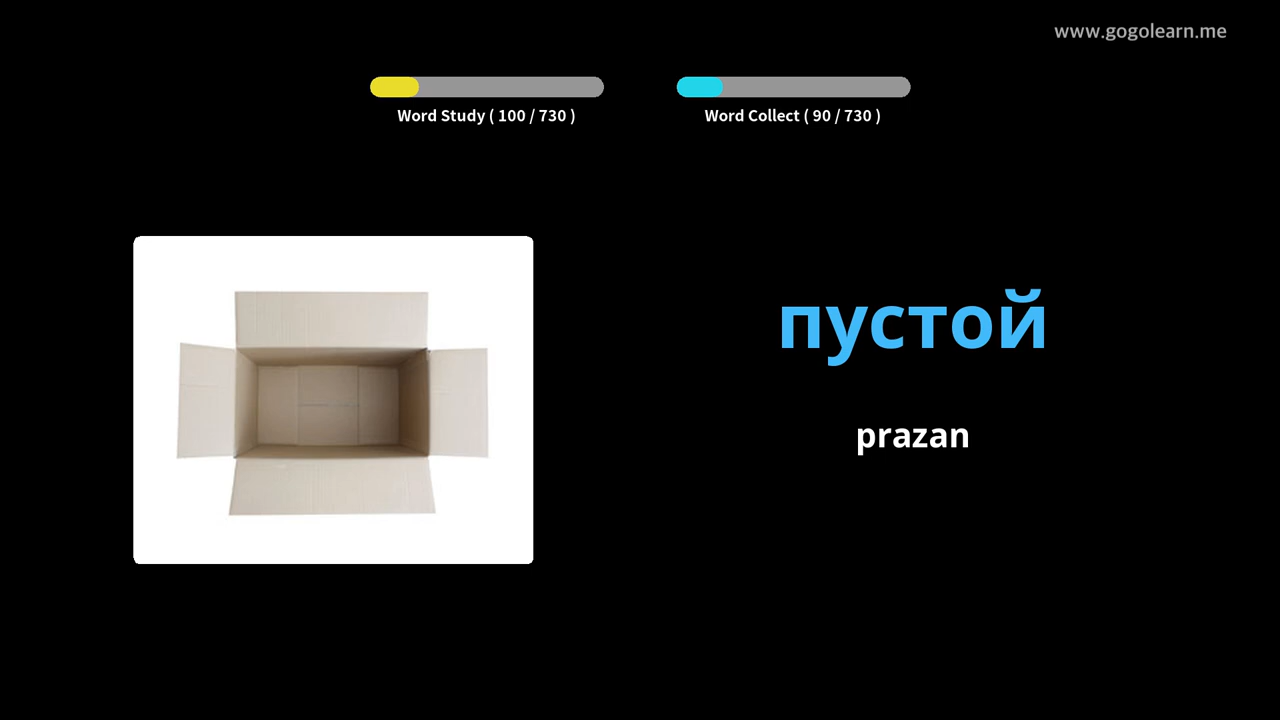 www.gogolearn.me
Word Study ( 100 / 730 )
Word Collect ( 90 / 730 )
пустой
prazan